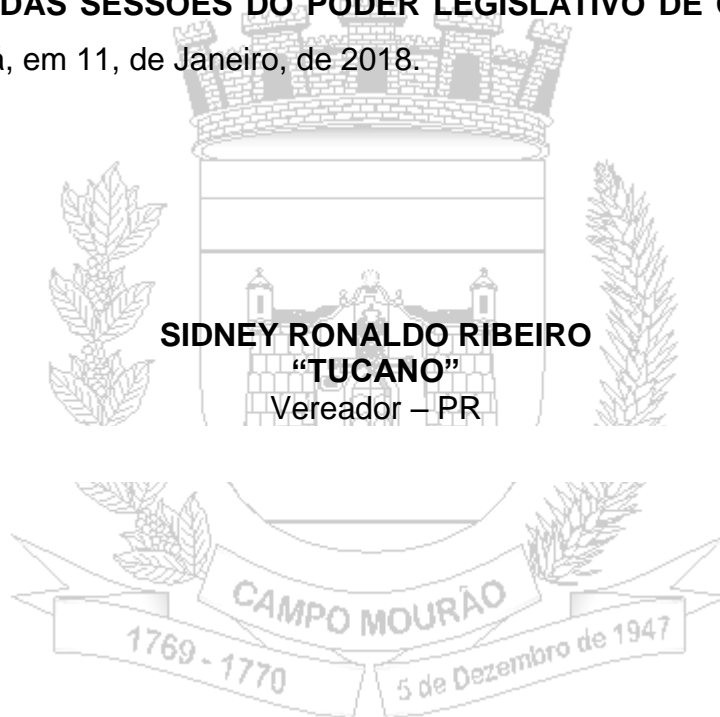 DAS SESSÕES DO PODER LEGISLATIVO DE
em 11, de Janeiro, de 2018.
SIDNEY RONALDO RIBEIRO
“TUCANO”
Vereador – PR
CAMPO MOURÃO
1769 - 1770
5 de Dezembro de 1947